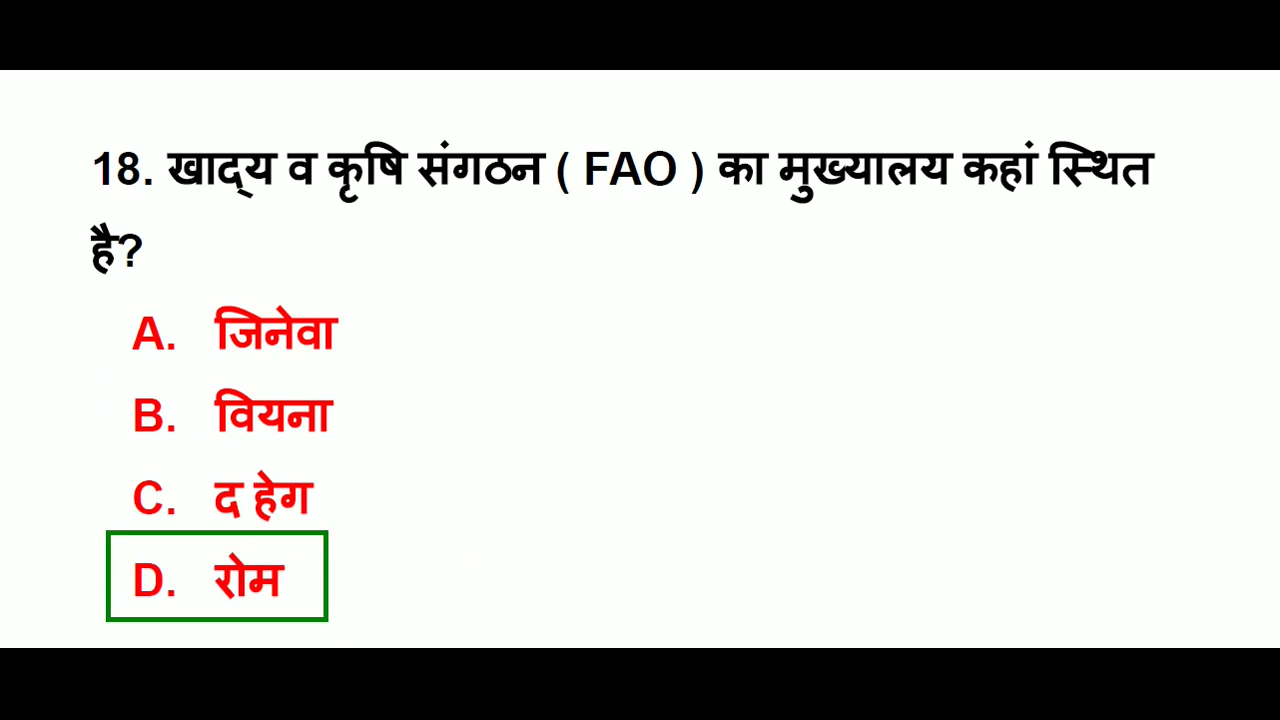 18. खाद्य व कृषि संगठन ( FAO ) का मुख्यालय कहां स्थित
है?
A. जिनेवा
B. वियना
C. द हेग
D. रोम